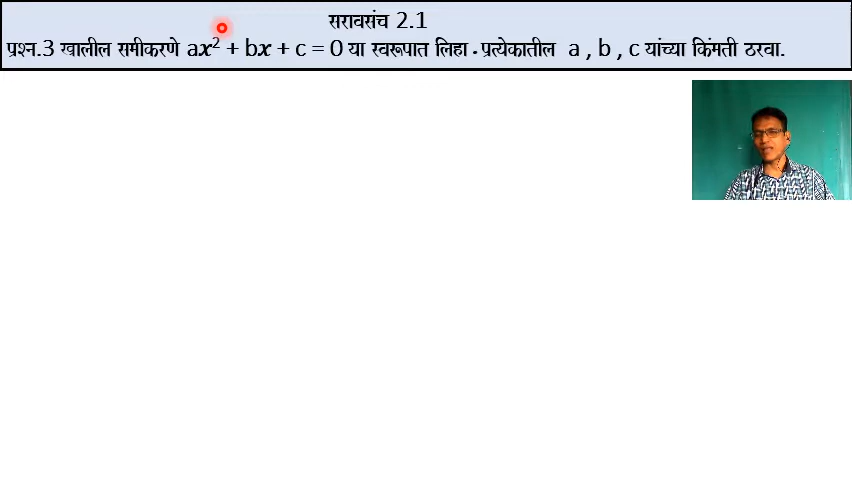 सरावसंच 2.1
प्रश्न.3 खालील समीकरणे ax² + bx + c = 0 या स्वरूपात लिहा . प्रत्येकातील a , b , c यांच्या किंमती ठरवा.